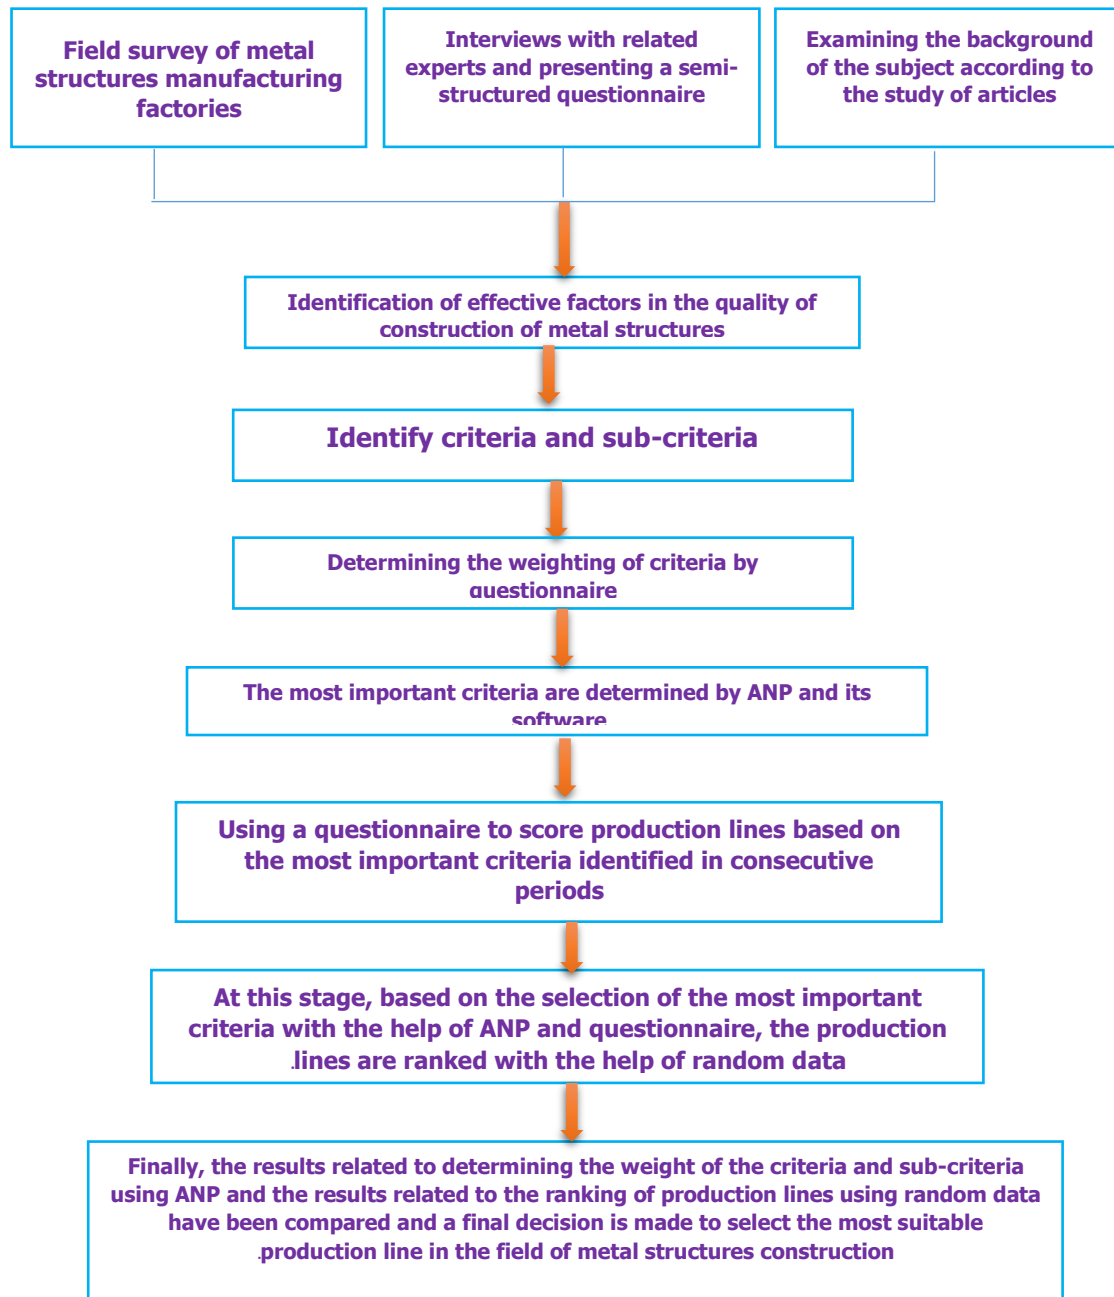 Field survey of metal
structures manufacturing
factories
Interviews with related
experts and presenting a semi-
structured questionnaire
Examining the background
of the subject according to
the study of articles
Identification of effective factors in the quality of
construction of metal structures
Identify criteria and sub-criteria
Determining the weighting of criteria by
questionnaire
The most important criteria are determined by ANP and its
software
Using a questionnaire to score production lines based on
the most important criteria identified in consecutive
periods
At this stage, based on the selection of the most important
criteria with the help of ANP and questionnaire, the production
.lines are ranked with the help of random data
Finally, the results related to determining the weight of the criteria and sub-criteria
using ANP and the results related to the ranking of production lines using random data
have been compared and a final decision is made to select the most suitable
.production line in the field of metal structures construction